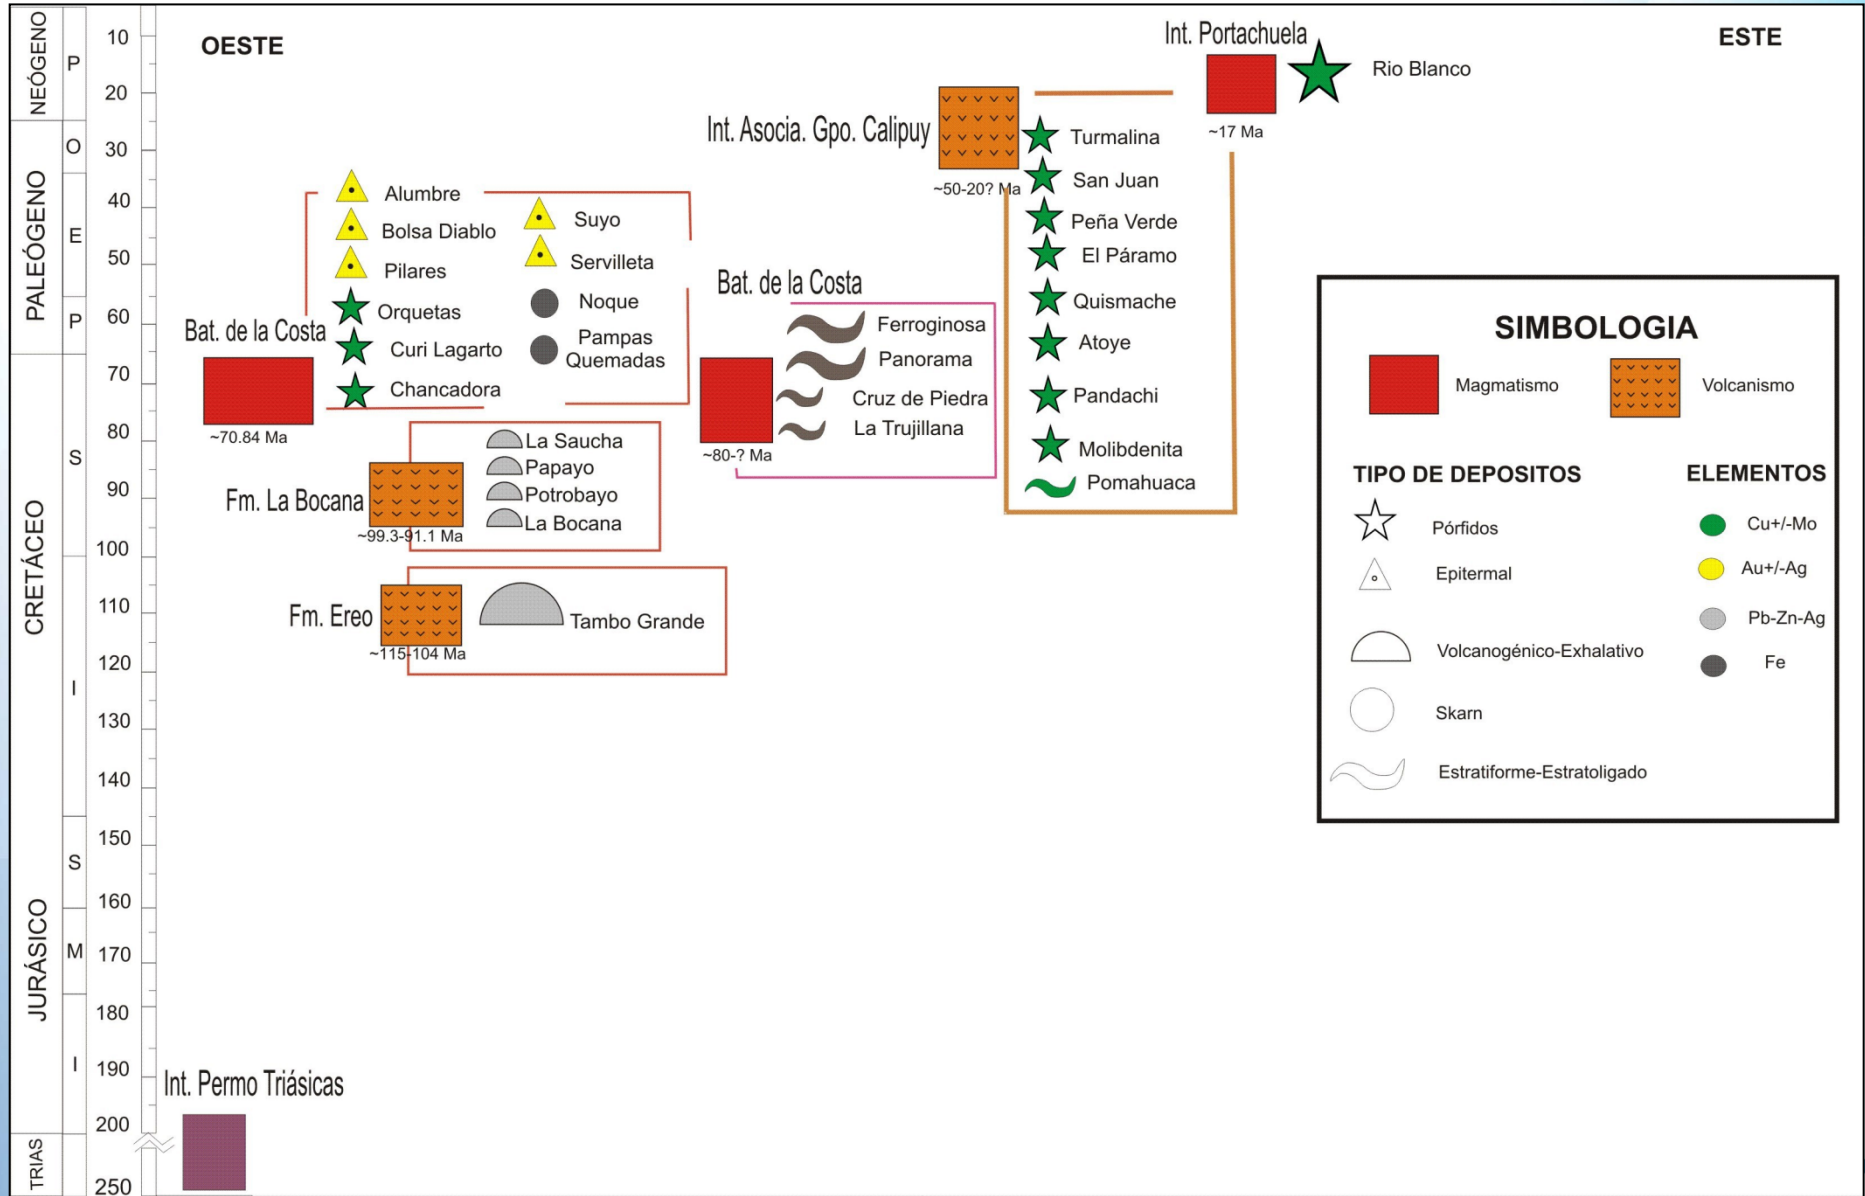 OESTE
ESTE
NEÓGENO
PALEÓGENO
CRETÁCEO
JURÁSICO
TRIAS
P
O
E
P
S
I
S
M
I
10
20
30
40
50
60
70
80
90
100
110
120
130
140
150
160
170
180
190
200
250
Bat. de la Costa
~70.84 Ma
Alumbre
Bolsa Diablo
Pilares
Orquetas
Curi Lagarto
Chancadora
Suyo
Servilleta
Noque
Pampas
Quemadas
Fm. La Bocana
~99.3-91.1 Ma
La Saucha
Papayo
Potrobayo
La Bocana
Fm. Ereo
~115-104 Ma
Tambo Grande
Int. Permo Triásicas
Bat. de la Costa
~80-? Ma
Ferroginosa
Panorama
Cruz de Piedra
La Trujillana
Int. Asocia. Gpo. Calipuy
~50-20? Ma
Turmalina
San Juan
Peña Verde
El Páramo
Quismache
Atoye
Pandachi
Molibdenita
Pomahuaca
Int. Portachuela
~17 Ma
Rio Blanco
SIMBOLOGIA
Magmatismo
Volcanismo
TIPO DE DEPOSITOS
Pórfidos
Epitermal
Volcanogénico-Exhalativo
Skarn
Estratiforme-Estratoligado
ELEMENTOS
Cu+/-Mo
Au+/-Ag
Pb-Zn-Ag
Fe